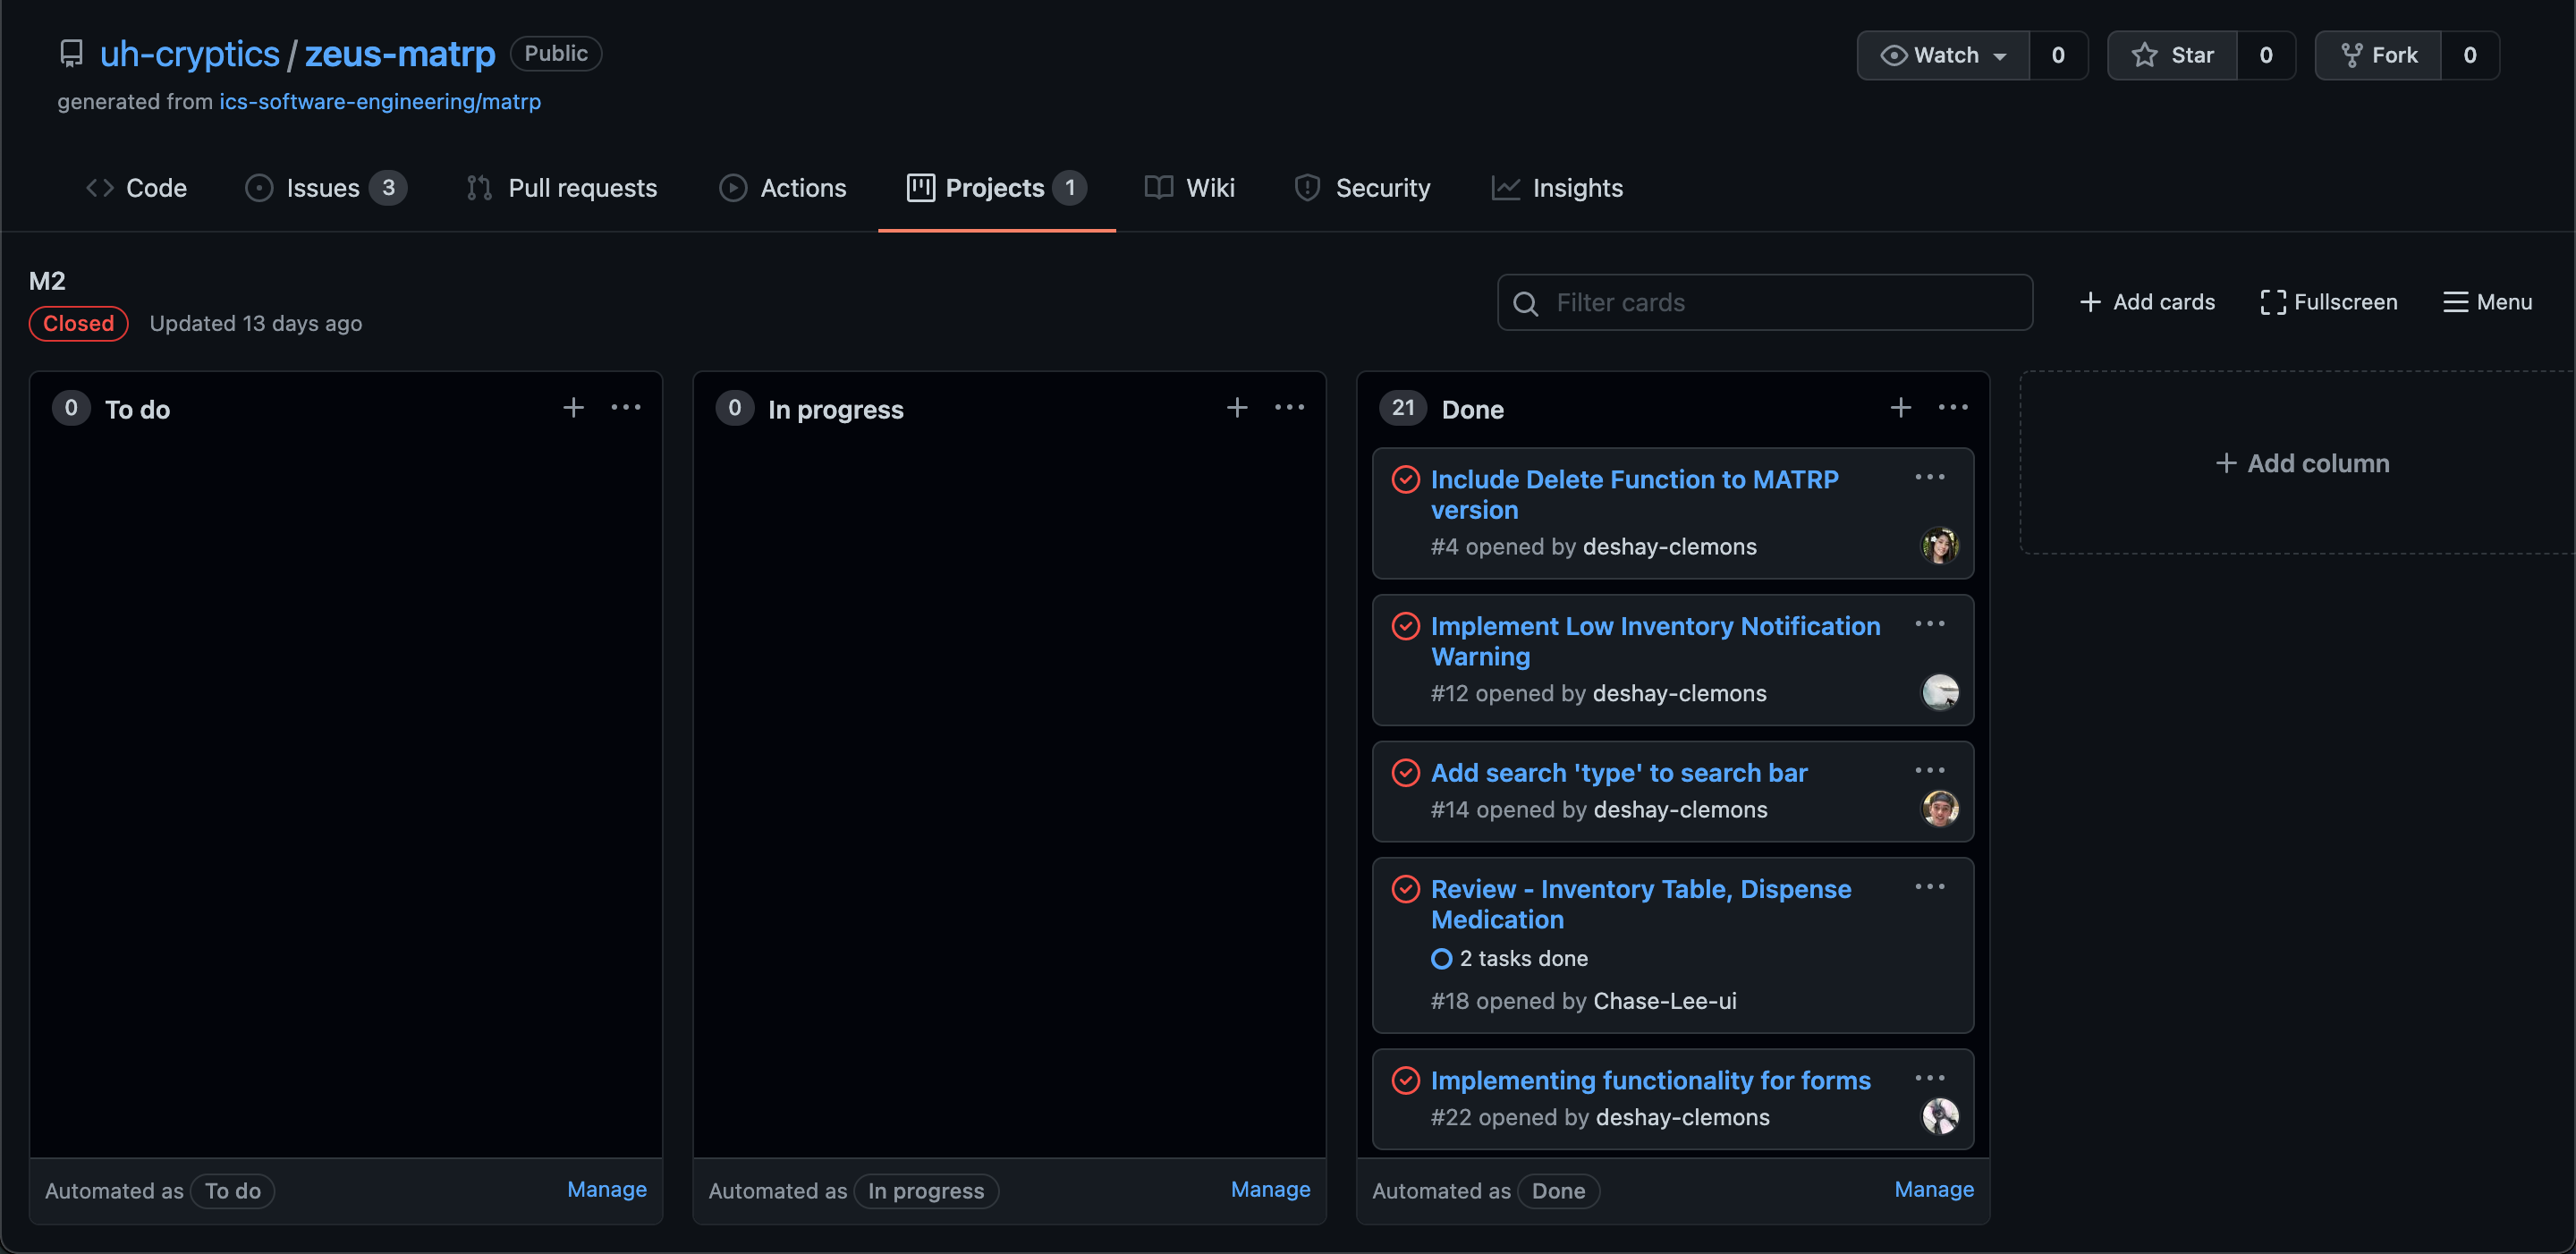 uh-cryptics / zeus-matrp Public
Watch 0 Star 0 Fork 0
generated from ics-software-engineering/matrp
Code Issues 3 Pull requests Actions Projects 1 Wiki Security Insights
M2
Closed Updated 13 days ago
Filter cards
Add cards Fullscreen Menu
0 To do
Automated as To do Manage
0 In progress
Automated as In progress Manage
21 Done
Include Delete Function to MATRP
version
#4 opened by deshay-clemons
Implement Low Inventory Notification
Warning
#12 opened by deshay-clemons
Add search 'type' to search bar
#14 opened by deshay-clemons
Review - Inventory Table, Dispense
Medication
2 tasks done
#18 opened by Chase-Lee-ui
Implementing functionality for forms
#22 opened by deshay-clemons
Automated as Done Manage
Add column